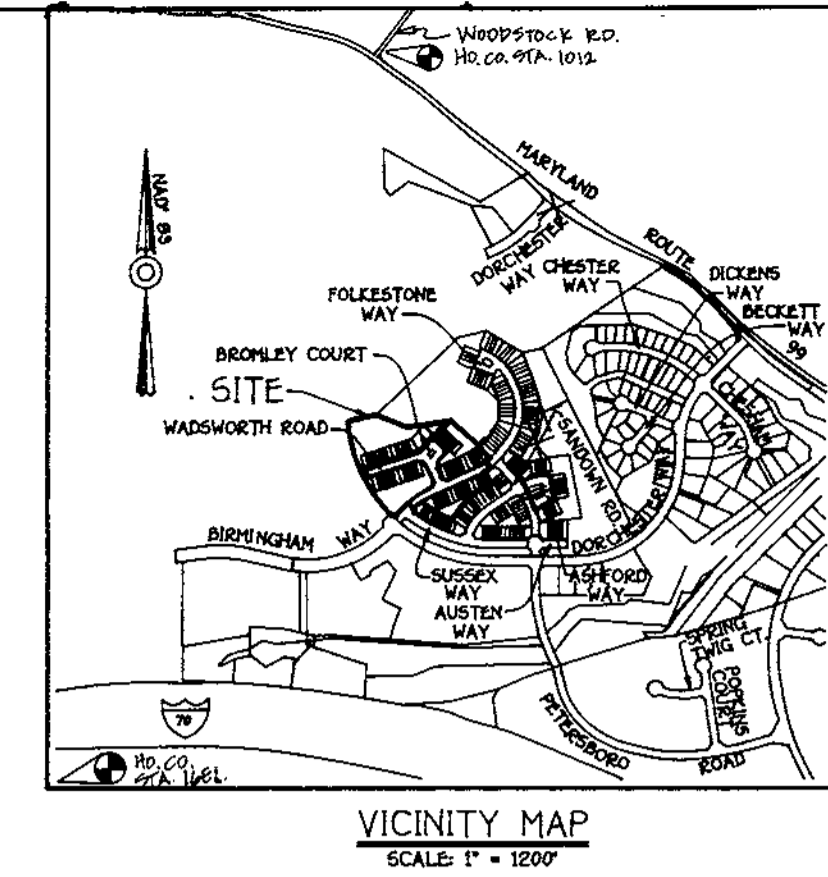 WOODSTOCK RD.
HO. CO. STA. 1012
NAD' 83
MARYLAND
ROUTE
99
DORCHESTER
WAY
CHESTER
WAY
DICKENS
WAY
BECKETT
WAY
FOLKESTONE
WAY
BROMLEY COURT
SITE
WADSWORTH ROAD
CHESHAM
WAY
SANDOWN RD.
DORCHESTER WAY
BIRMINGHAM WAY
SUSSEX
WAY
ASHFORD
WAY
AUSTEN
WAY
SPRING
TWIG CT.
COURT
PETERSBORO
ROAD
70
HO. CO.
VICINITY MAP
SCALE: 1" = 1200'